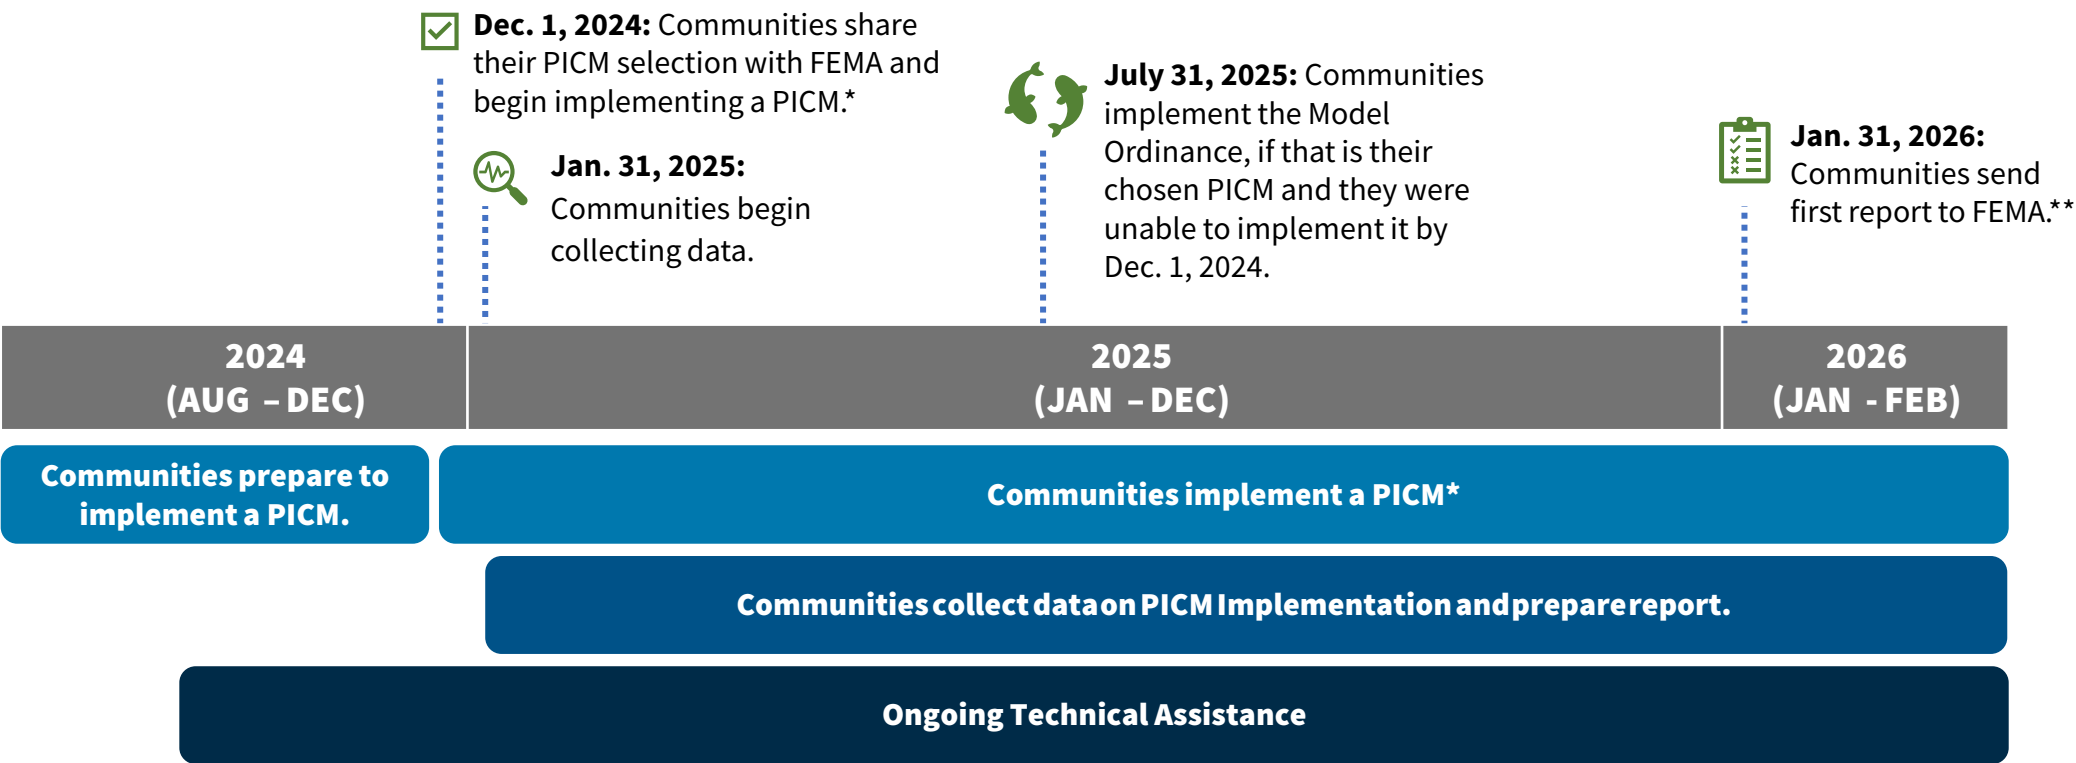 Dec. 1, 2024: Communities share
their PICM selection with FEMA and
begin implementing a PICM.*
Jan. 31, 2025:
Communities begin
collecting data.
July 31, 2025: Communities
implement the Model
Ordinance, if that is their
chosen PICM and they were
unable to implement it by
Dec. 1, 2024.
Jan. 31, 2026:
Communities send
first report to FEMA.**
2024
(AUG – DEC)
2025
(JAN – DEC)
2026
(JAN - FEB)
Communities prepare to
implement a PICM.
Communities implement a PICM*
Communities collect data on PICM Implementation and prepare report.
Ongoing Technical Assistance